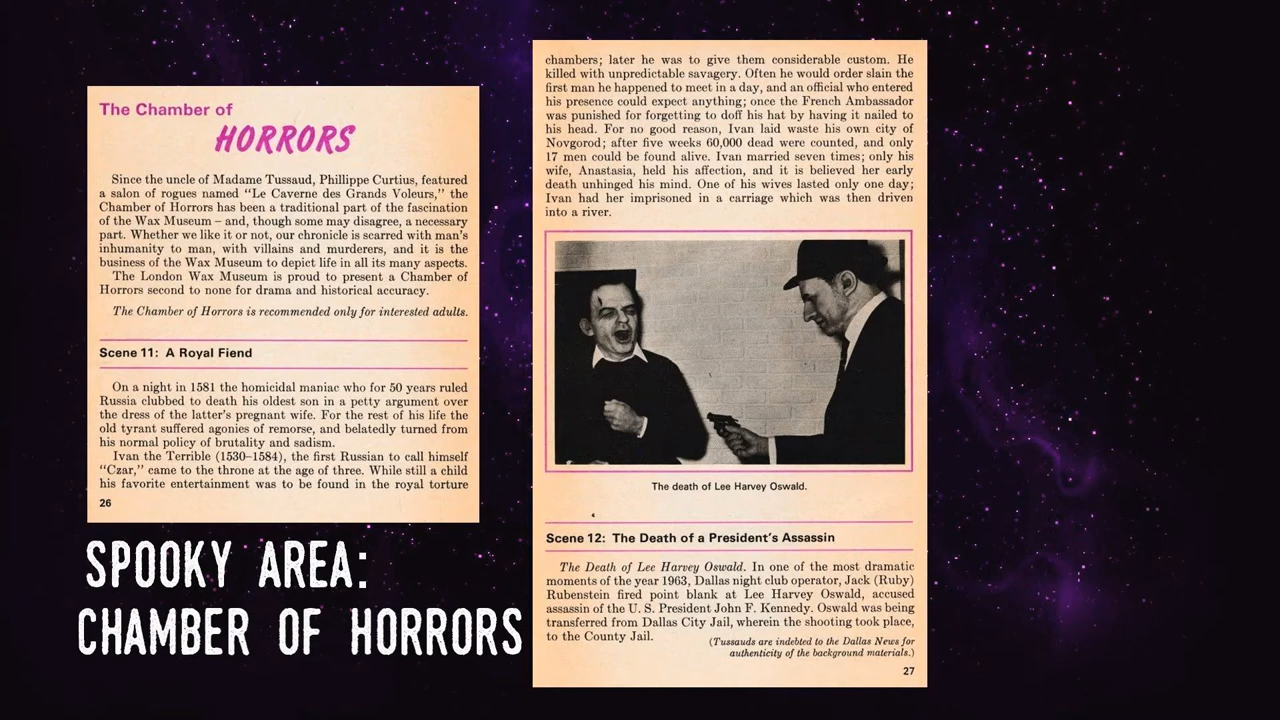 The Chamber of
HORRORS
Since the uncle of Madame Tussaud, Phillippe Curtius, featured
a salon of rogues named “Le Caverne des Grands Voleurs,” the
Chamber of Horrors has been a traditional part of the fascination
of the Wax Museum – and, though some may disagree, a necessary
part. Whether we like it or not, our chronicle is scarred with man’s
inhumanity to man, with villains and murderers, and it is the
business of the Wax Museum to depict life in all its many aspects.
The London Wax Museum is proud to present a Chamber of
Horrors second to none for drama and historical accuracy.
The Chamber of Horrors is recommended only for interested adults.
Scene 11: A Royal Fiend
On a night in 1581 the homicidal maniac who for 50 years ruled
Russia clubbed to death his oldest son in a petty argument over
the dress of the latter’s pregnant wife. For the rest of his life the
old tyrant suffered agonies of remorse, and belatedly turned from
his normal policy of brutality and sadism.
Ivan the Terrible (1530–1584), the first Russian to call himself
“Czar,” came to the throne at the age of three. While still a child
his favorite entertainment was to be found in the royal torture
26
SPOOKY AREA:
CHAMBER OF HORRORS
chambers; later he was to give them considerable custom. He
killed with unpredictable savagery. Often he would order slain the
first man he happened to meet in a day, and an official who entered
his presence could expect anything; once the French Ambassador
was punished for forgetting to doff his hat by having it nailed to
his head. For no good reason, Ivan laid waste his own city of
Novgorod; after five weeks 60,000 dead were counted, and only
17 men could be found alive. Ivan married seven times; only his
wife, Anastasia, held his affection, and it is believed her early
death unhinged his mind. One of his wives lasted only one day;
Ivan had her imprisoned in a carriage which was then driven
into a river.
The death of Lee Harvey Oswald.
Scene 12: The Death of a President’s Assassin
The Death of Lee Harvey Oswald. In one of the most dramatic
moments of the year 1963, Dallas night club operator, Jack (Ruby)
Rubenstein fired point blank at Lee Harvey Oswald, accused
assassin of the U. S. President John F. Kennedy. Oswald was being
transferred from Dallas City Jail, wherein the shooting took place,
to the County Jail.
(Tussauds are indebted to the Dallas News for
authenticity of the background materials.)
27